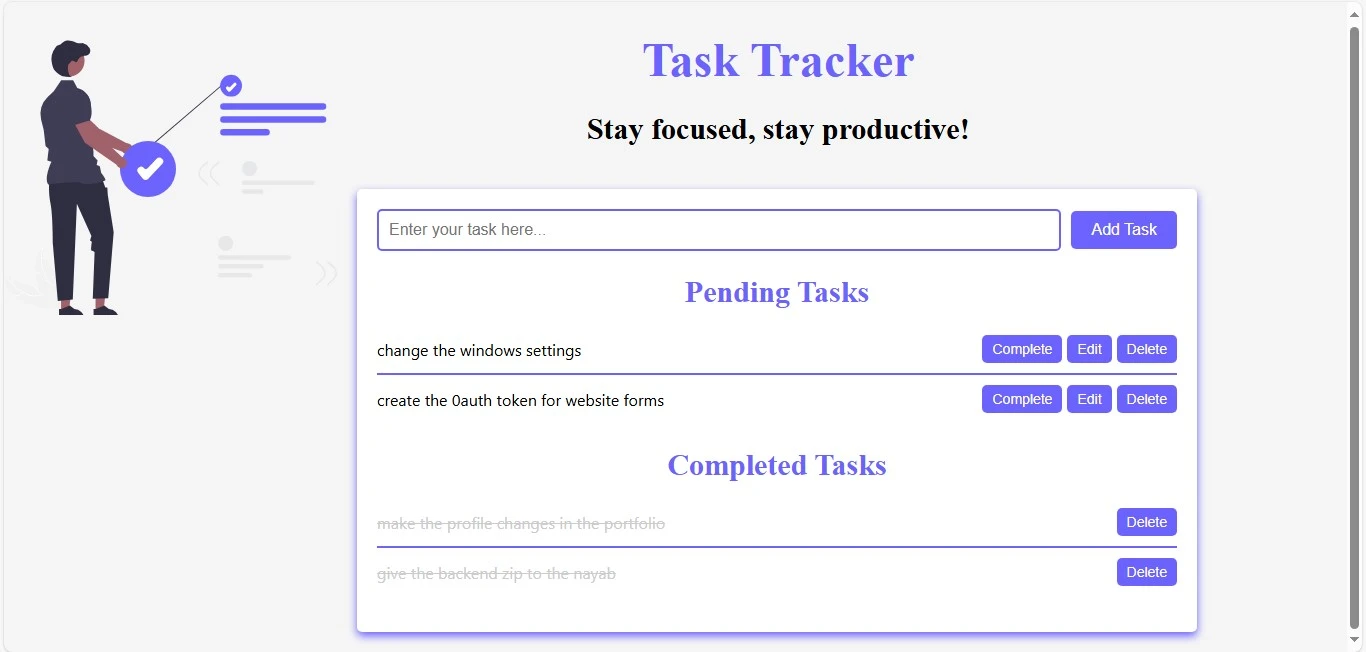 Task Tracker
Stay focused, stay productive!
Enter your task here...
Add Task
Pending Tasks
change the windows settings
Complete
Edit
Delete
create the 0auth token for website forms
Complete
Edit
Delete
Completed Tasks
make the profile changes in the portfolio
Delete
give the backend zip to the nayab
Delete